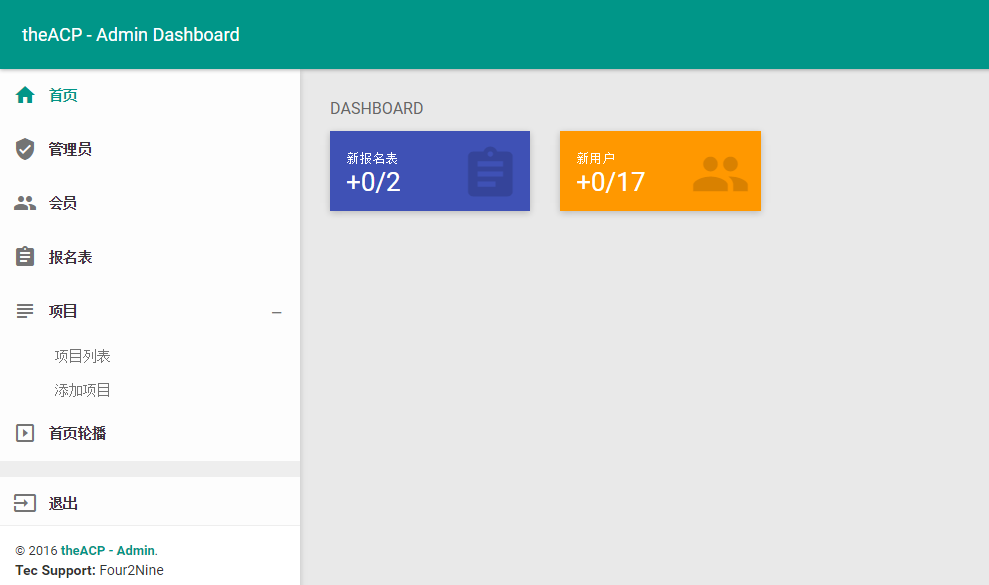 theACP - Admin Dashboard
首页
管理员
会员
报名表
项目
项目列表
添加项目
首页轮播
退出
© 2016 theACP - Admin.
Tec Support: Four2Nine
DASHBOARD
新报名表
+0/2
新用户
+0/17